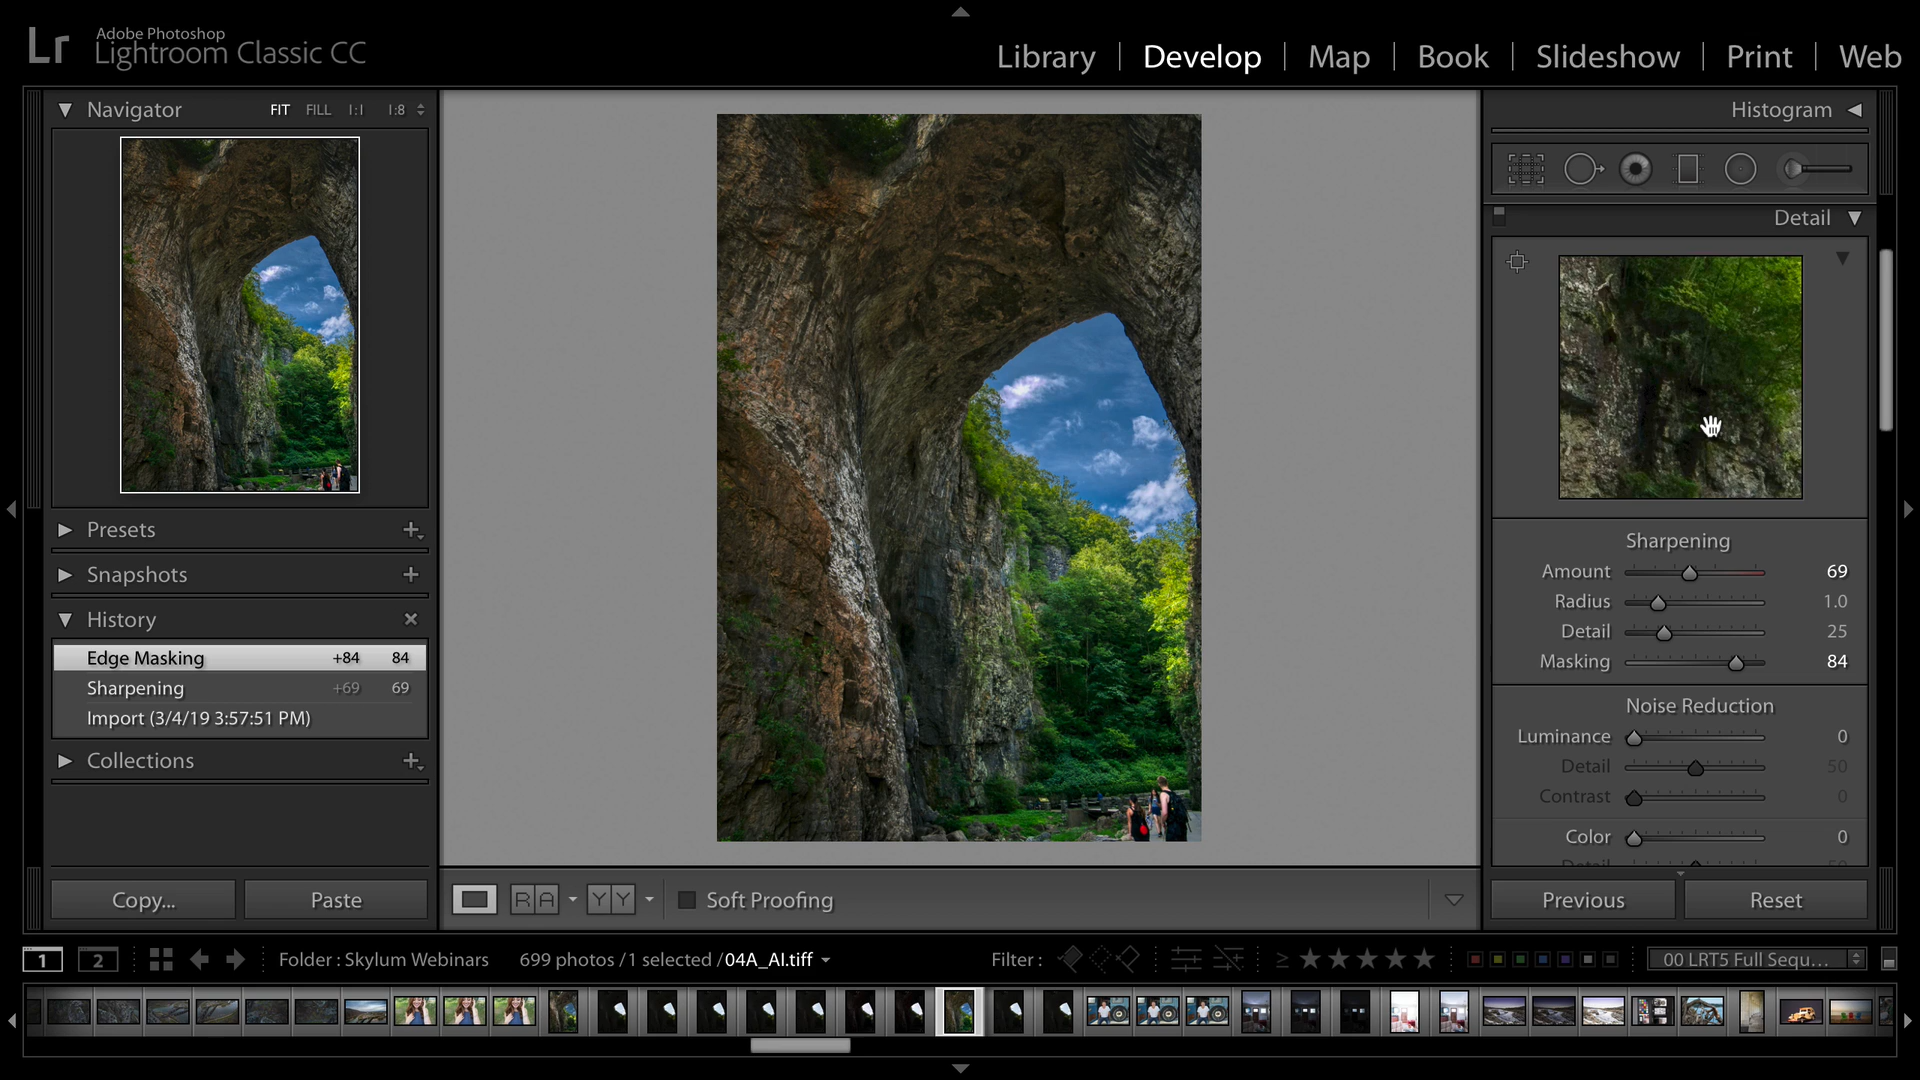 Lr
Adobe Photoshop
Lightroom Classic CC
Library | Develop | Map | Book | Slideshow | Print | Web
Navigator FIT FILL 1:1 1:8
Presets
Snapshots
History
Edge Masking +84 84
Sharpening +69 69
Import (3/4/19 3:57:51 PM)
Collections
Copy... Paste
R A Y Y Soft Proofing
Histogram
Detail
Sharpening
Amount 69
Radius 1.0
Detail 25
Masking 84
Noise Reduction
Luminance 0
Detail 50
Contrast 0
Color 0
Detail 50
Previous Reset
1 2 Folder : Skylum Webinars 699 photos / 1 selected / 04A_AI.tiff Filter : ≥ 00 LRT5 Full Sequ...